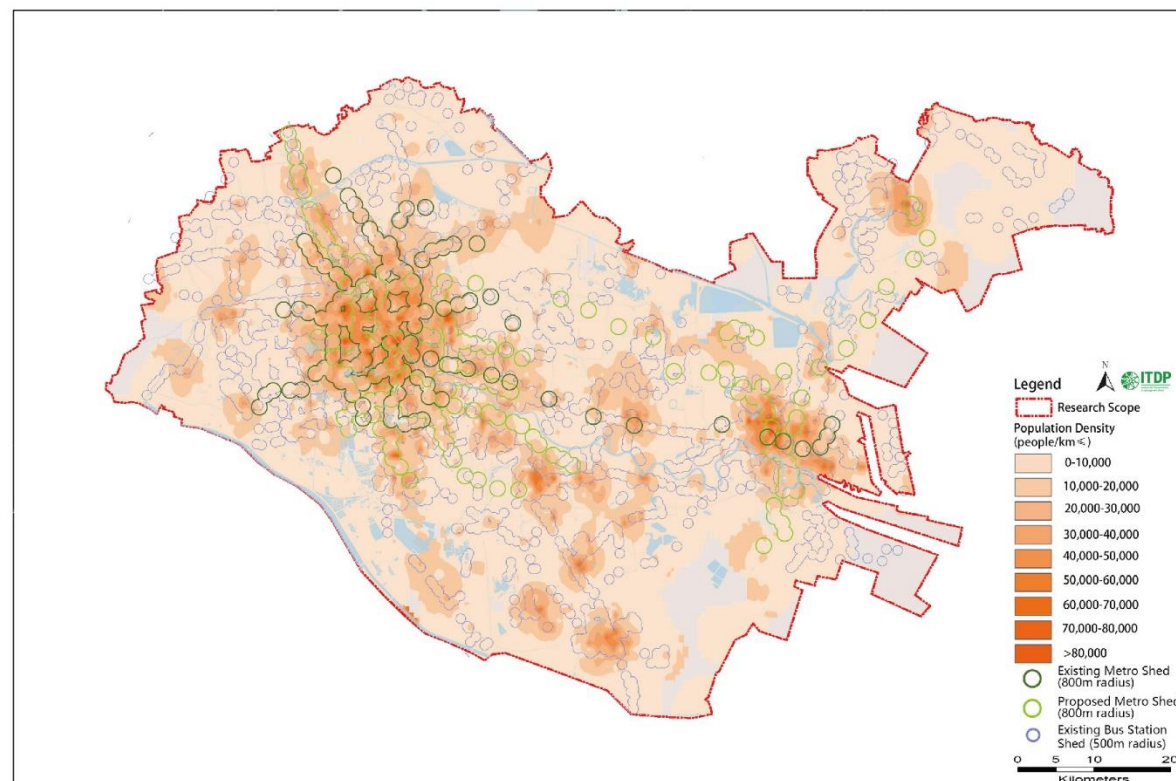 Legend
N
ITDP
Research Scope
Population Density
(people/km≤)
0-10,000
10,000-20,000
20,000-30,000
30,000-40,000
40,000-50,000
50,000-60,000
60,000-70,000
70,000-80,000
>80,000
Existing Metro Shed
(800m radius)
Proposed Metro Shed
(800m radius)
Existing Bus Station
Shed (500m radius)
0 5 10 20
Kilometers